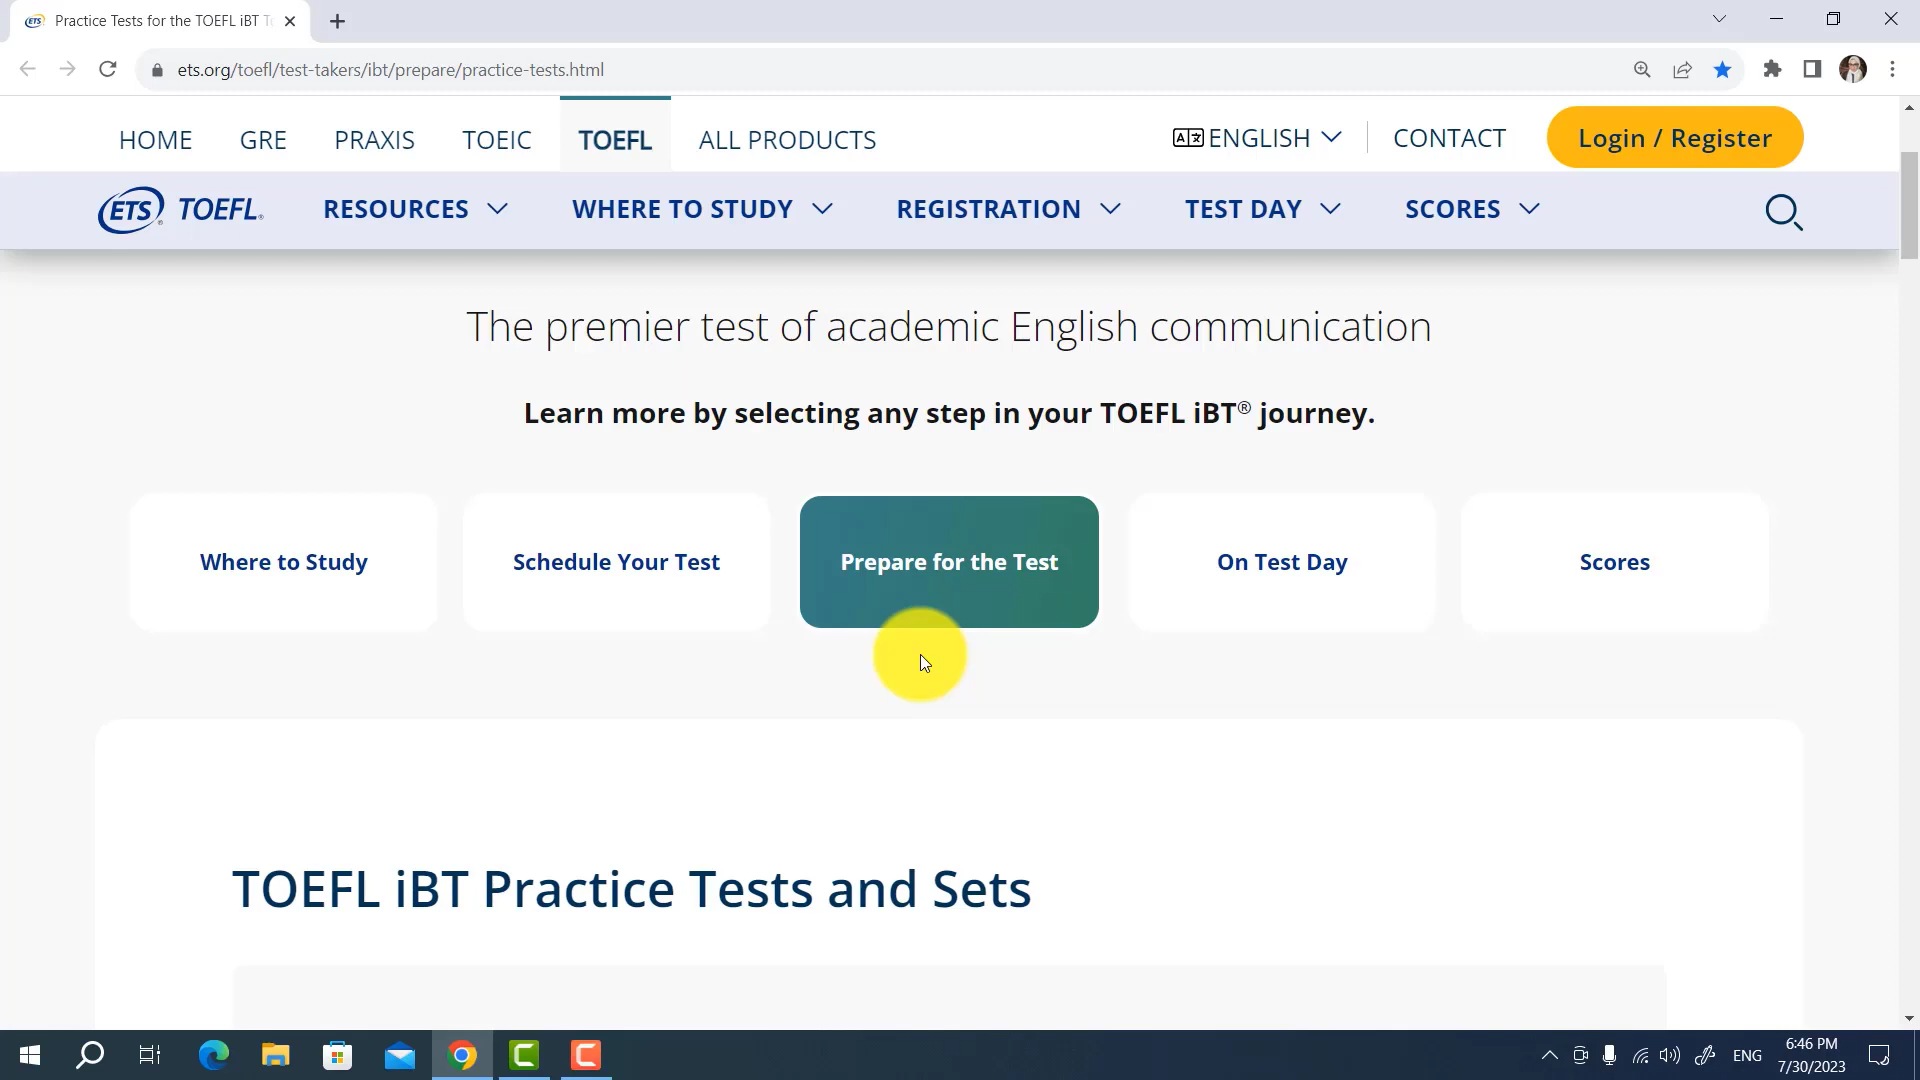 ETS Practice Tests for the TOEFL iBT T
ets.org/toefl/test-takers/ibt/prepare/practice-tests.html
HOME GRE PRAXIS TOEIC TOEFL ALL PRODUCTS ENGLISH CONTACT Login / Register
ETS® TOEFL® RESOURCES WHERE TO STUDY REGISTRATION TEST DAY SCORES
The premier test of academic English communication
Learn more by selecting any step in your TOEFL iBT® journey.
Where to Study Schedule Your Test Prepare for the Test On Test Day Scores
TOEFL iBT Practice Tests and Sets
ENG 6:46 PM
7/30/2023